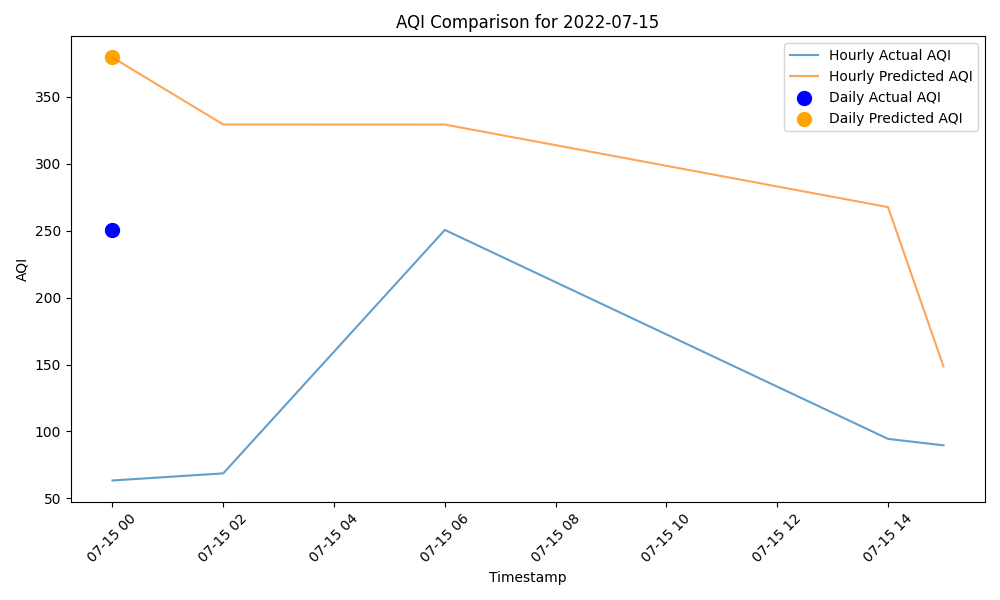 AQI Comparison for 2022-07-15
Hourly Actual AQI
Hourly Predicted AQI
Daily Actual AQI
Daily Predicted AQI
AQI
350
300
250
200
150
100
50
07-15 00
07-15 02
07-15 04
07-15 06
07-15 08
07-15 10
07-15 12
07-15 14
Timestamp